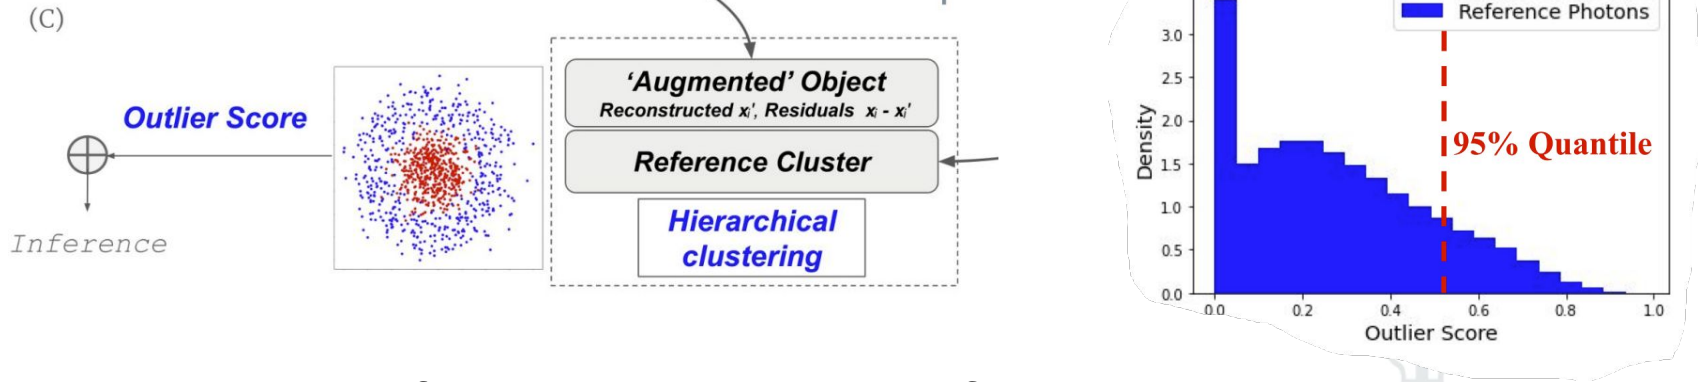 (C)
Outlier Score
Inference
‘Augmented’ Object
Reconstructed xᵢ', Residuals xᵢ - xᵢ'
Reference Cluster
Hierarchical
clustering
Reference Photons
95% Quantile
Density
3.0
2.5
2.0
1.5
1.0
0.5
0.0
0.0 0.2 0.4 0.6 0.8 1.0
Outlier Score